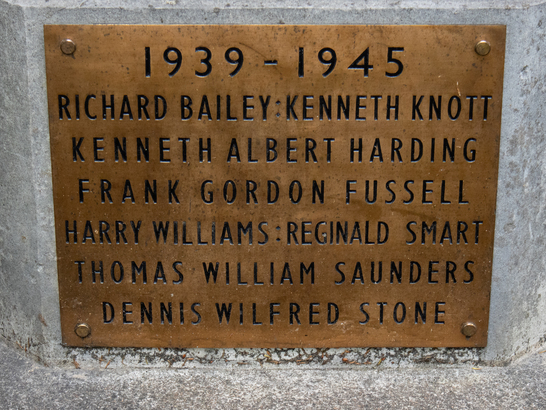 1939 - 1945
RICHARD BAILEY : KENNETH KNOTT
KENNETH ALBERT HARDING
FRANK GORDON FUSSELL
HARRY WILLIAMS : REGINALD SMART
THOMAS WILLIAM SAUNDERS
DENNIS WILFRED STONE